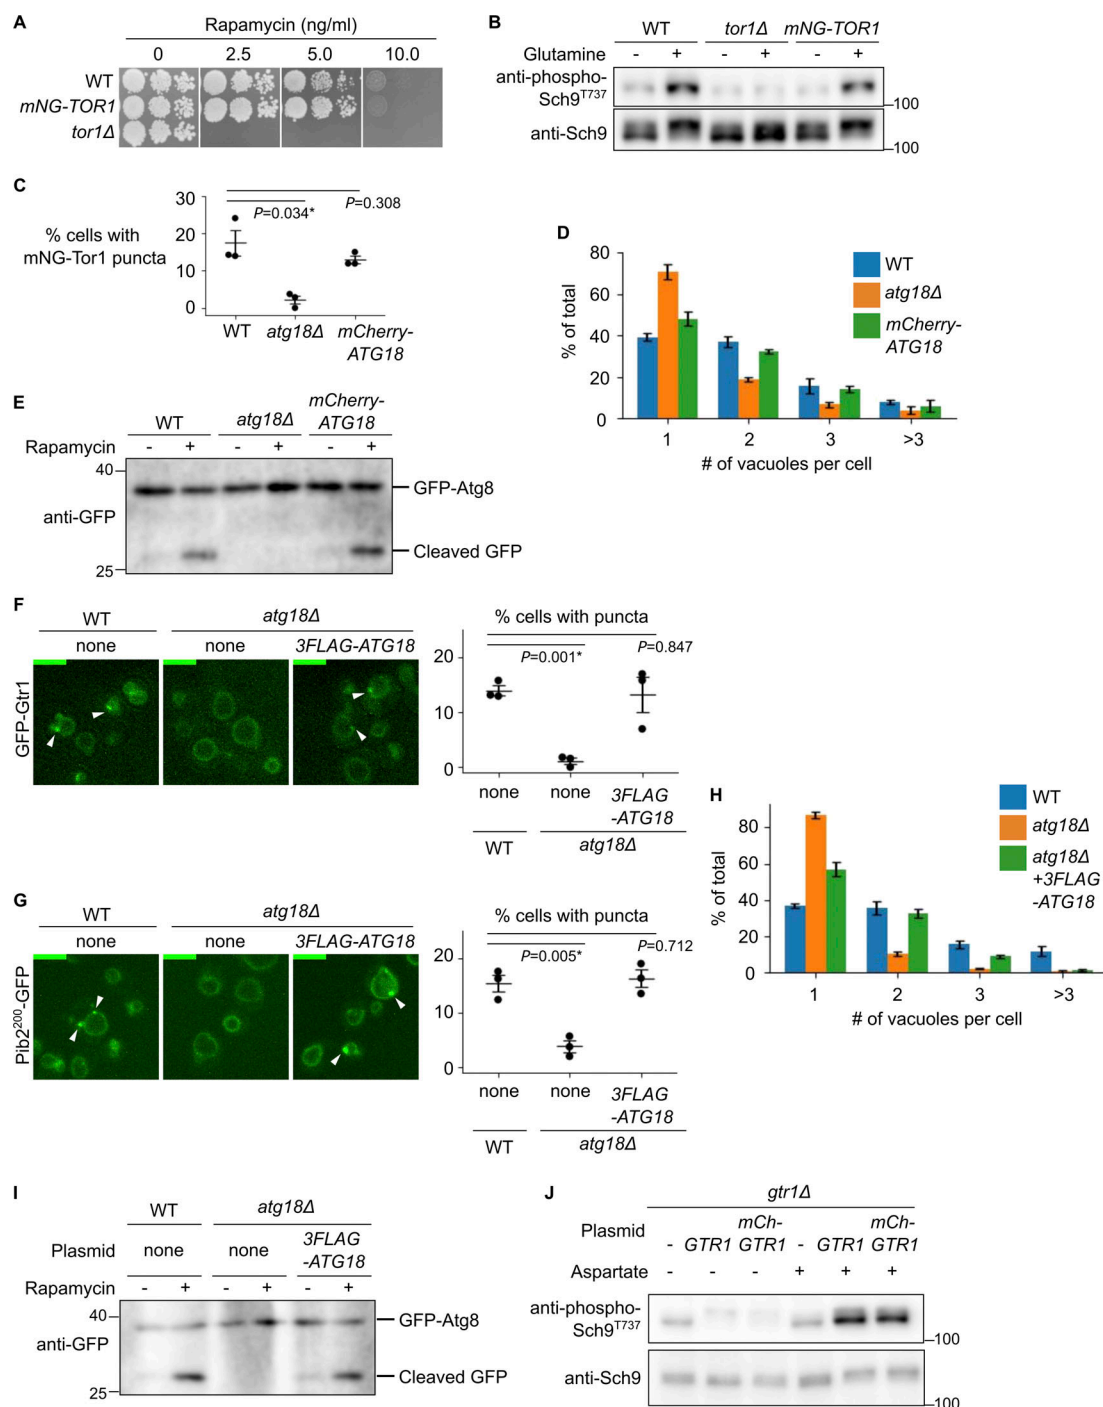 A
Rapamycin (ng/ml)
0 2.5 5.0 10.0
WT
mNG-TOR1
tor1Δ
B
WT tor1Δ mNG-TOR1
Glutamine - + - + - +
anti-phospho-
Sch9T737
100
anti-Sch9
100
C
% cells with
mNG-Tor1 puncta
30
20
10
0
P=0.034*
P=0.308
WT atg18Δ mCherry-
ATG18
D
% of total
80
60
40
20
0
WT
atg18Δ
mCherry-
ATG18
1 2 3 >3
# of vacuoles per cell
E
WT atg18Δ mCherry-
ATG18
Rapamycin - + - + - +
40
GFP-Atg8
anti-GFP
Cleaved GFP
25
F
WT atg18Δ
none none 3FLAG-ATG18
GFP-Gtr1
% cells with puncta
20
10
0
P=0.001*
P=0.847
none none 3FLAG
-ATG18
WT atg18Δ
G
WT atg18Δ
none none 3FLAG-ATG18
Pib2200-GFP
% cells with puncta
20
10
0
P=0.005*
P=0.712
none none 3FLAG
-ATG18
WT atg18Δ
H
% of total
80
60
40
20
0
WT
atg18Δ
atg18Δ
+3FLAG
-ATG18
1 2 3 >3
# of vacuoles per cell
I
WT atg18Δ
Plasmid none none 3FLAG
-ATG18
Rapamycin - + - + - +
40
GFP-Atg8
anti-GFP
Cleaved GFP
25
J
gtr1Δ
Plasmid - GTR1 mCh-
GTR1 - GTR1 mCh-
GTR1
Aspartate - - - + + +
anti-phospho-
Sch9T737
100
anti-Sch9
100